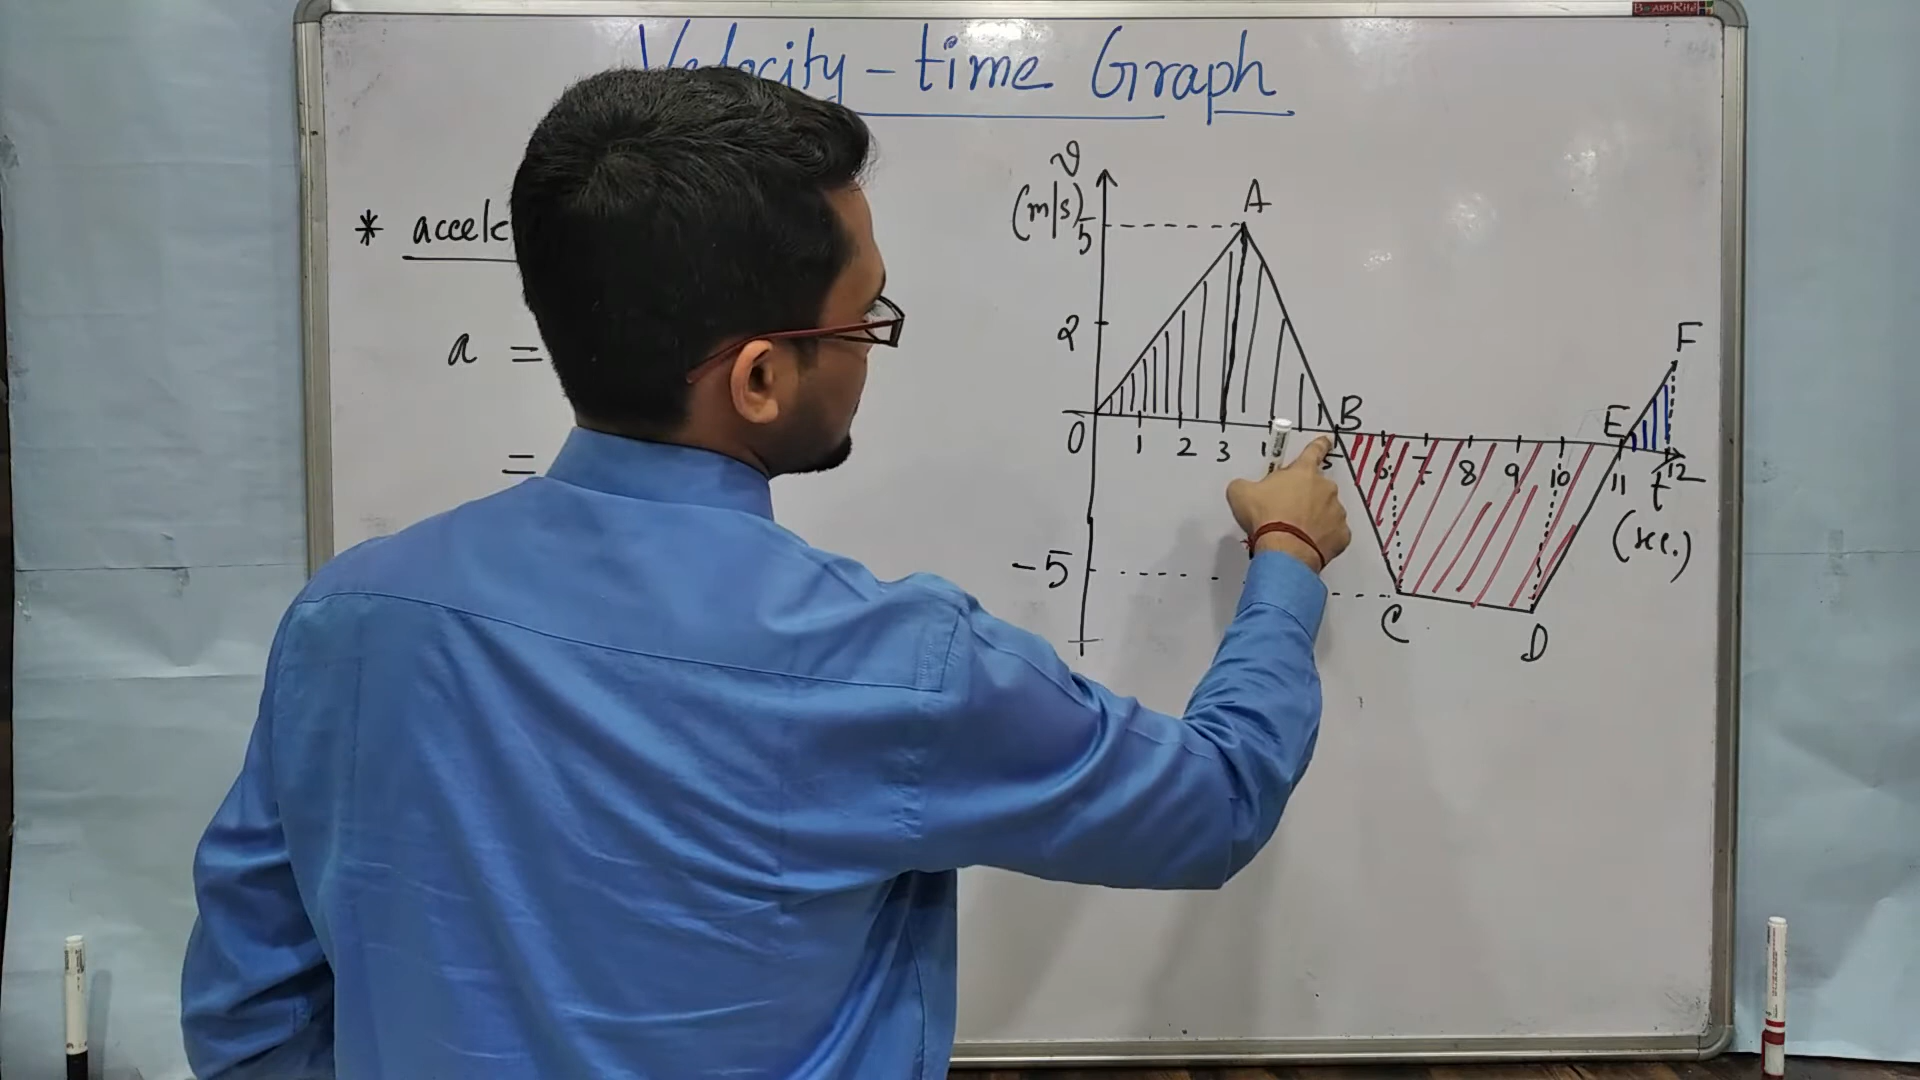 Velocity - time Graph
* accele
a =
=
v
(m/s)
5
2
0
-5
A
B
C
D
E
F
1 2 3 5 6 7 8 9 10 11 12
t
(sec.)